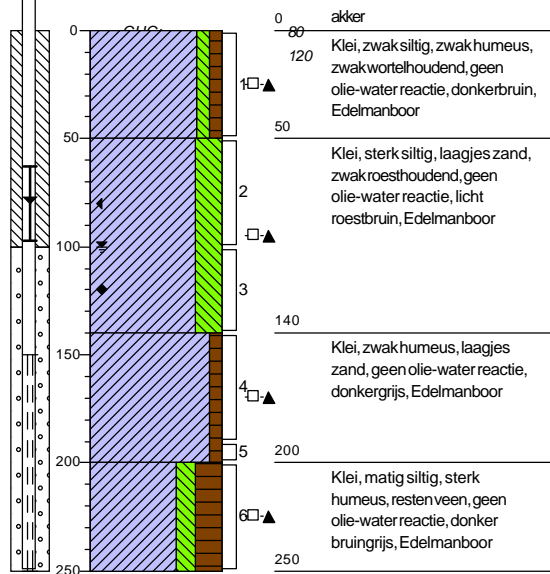 0 akker
GHG:
80
120
0
Klei, zwak siltig, zwak humeus,
zwak wortelhoudend, geen
olie-water reactie, donkerbruin,
Edelmanboor
1
50
50
Klei, sterk siltig, laagjes zand,
zwak roesthoudend, geen
olie-water reactie, licht
roestbruin, Edelmanboor
2
100
3
140
Klei, zwak humeus, laagjes
zand, geen olie-water reactie,
donkergrijs, Edelmanboor
150
4
5
200
200
Klei, matig siltig, sterk
humeus, resten veen, geen
olie-water reactie, donker
bruingrijs, Edelmanboor
6
250
250